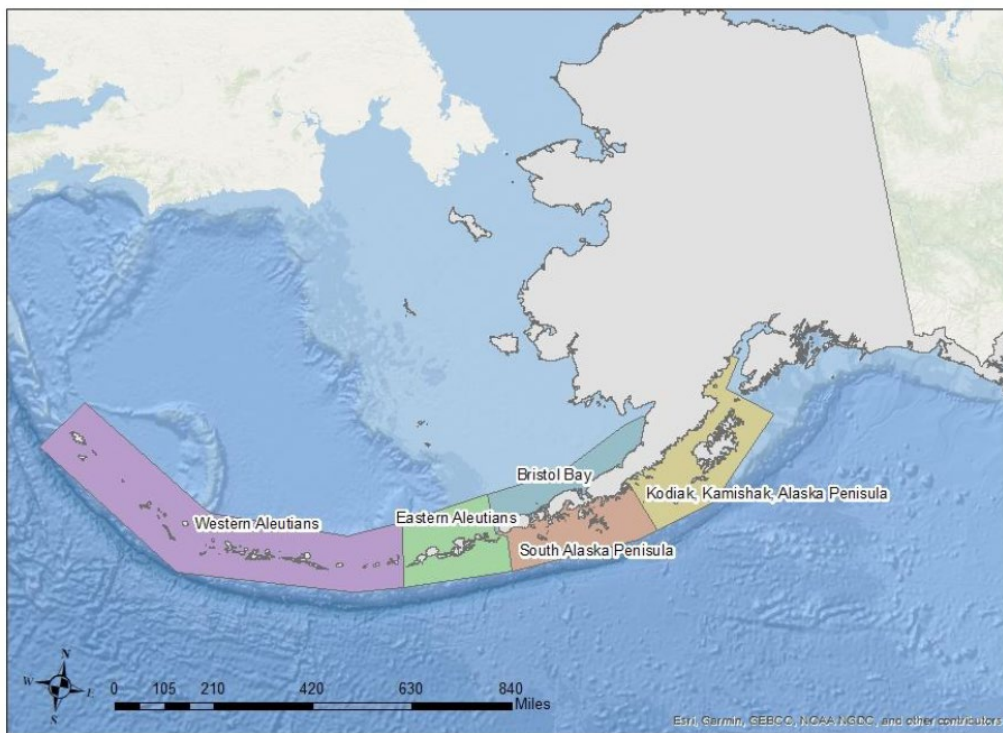 Bristol Bay
Kodiak, Kamishak, Alaska Penisula
Western Aleutians
Eastern Aleutians
South Alaska Penisula
N
W
E
S
0 105 210 420 630 840
Miles
Esri, Garmin, GEBCO, NOAA NGDC, and other contributors